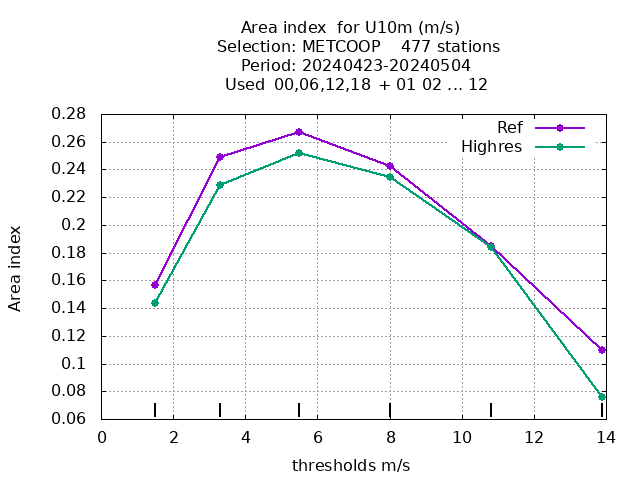 Area index  for U10m (m/s)
Selection: METCOOP    477 stations
Period: 20240423-20240504
Used  00,06,12,18 + 01 02 ... 12
Ref
Highres
0.28
0.26
0.24
0.22
0.2
0.18
0.16
0.14
0.12
0.1
0.08
0.06
Area index
0 2 4 6 8 10 12 14
thresholds m/s